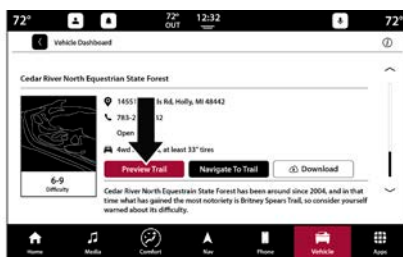 72°
72°
OUT
12:32
72°
Vehicle Dashboard
Cedar River North Equestrian State Forest
1455 ls Rd, Holly, MI 48442
783-2 52
Open
4wd at least 33" tires
Preview Trail
Navigate To Trail
Download
6-9
Difficulty
Cedar River North Equestrain State Forest has been around since 2004, and in that
time what has gained the most notoriety is Britney Spears Trail, so consider yourself
warned about its difficulty.
Home
Media
Comfort
Nav
Phone
Vehicle
Apps